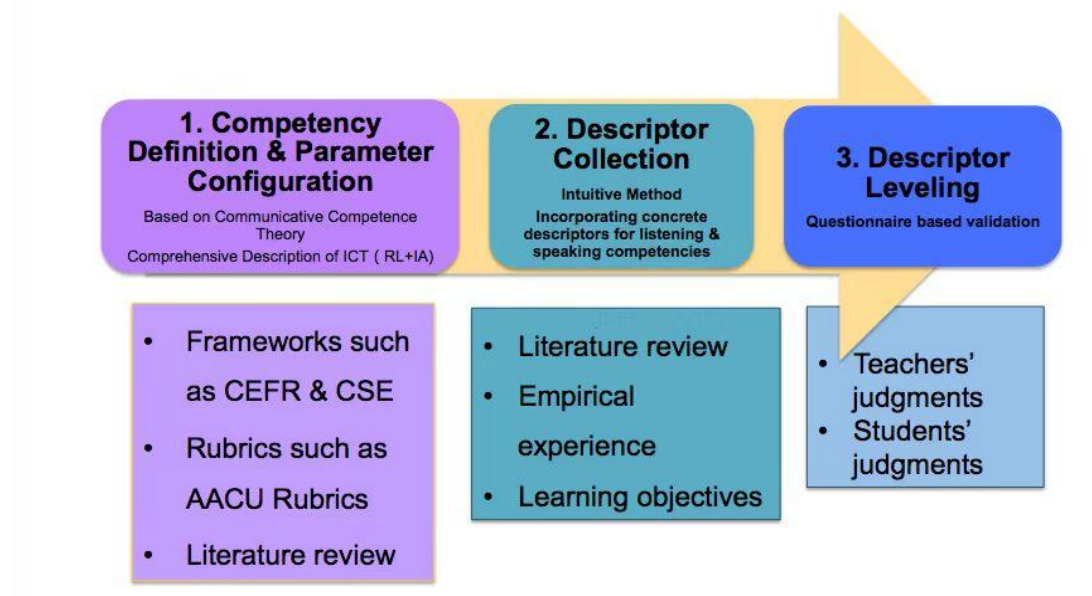 1. Competency
Definition & Parameter
Configuration
Based on Communicative Competence
Theory
Comprehensive Description of ICT ( RL+IA)
2. Descriptor
Collection
Intuitive Method
Incorporating concrete
descriptors for listening &
speaking competencies
3. Descriptor
Leveling
Questionnaire based validation
• Frameworks such
as CEFR & CSE
• Rubrics such as
AACU Rubrics
• Literature review
• Literature review
• Empirical
experience
• Learning objectives
• Teachers’
judgments
• Students’
judgments